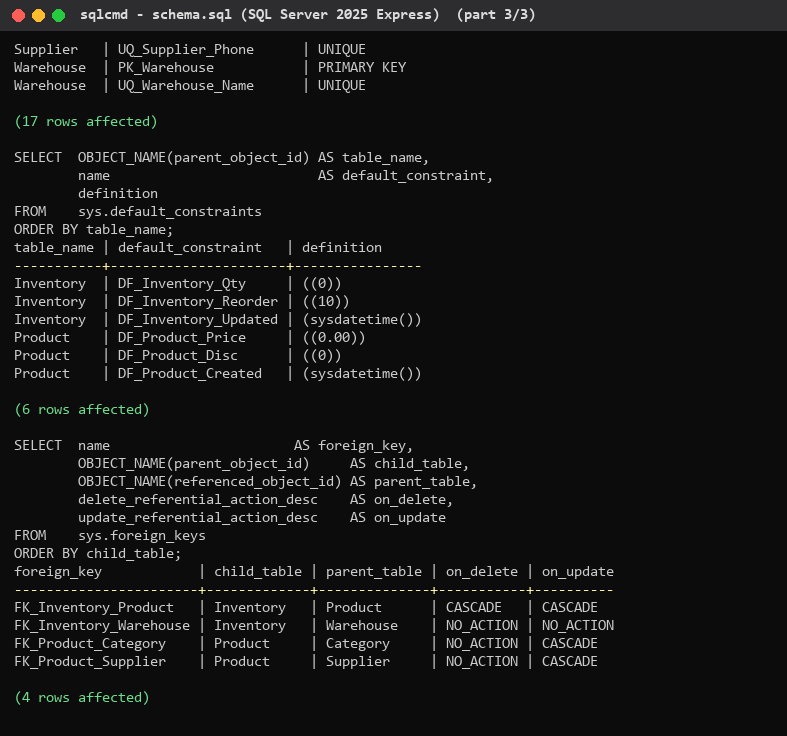 sqlcmd - schema.sql (SQL Server 2025 Express)  (part 3/3)
Supplier   | UQ_Supplier_Phone      | UNIQUE
Warehouse  | PK_Warehouse           | PRIMARY KEY
Warehouse  | UQ_Warehouse_Name      | UNIQUE

(17 rows affected)

SELECT  OBJECT_NAME(parent_object_id) AS table_name,
        name                          AS default_constraint,
        definition
FROM    sys.default_constraints
ORDER BY table_name;
table_name | default_constraint   | definition
-----------+----------------------+----------------
Inventory  | DF_Inventory_Qty     | ((0))
Inventory  | DF_Inventory_Reorder | ((10))
Inventory  | DF_Inventory_Updated | (sysdatetime())
Product    | DF_Product_Price     | ((0.00))
Product    | DF_Product_Disc      | ((0))
Product    | DF_Product_Created   | (sysdatetime())

(6 rows affected)

SELECT  name                       AS foreign_key,
        OBJECT_NAME(parent_object_id)     AS child_table,
        OBJECT_NAME(referenced_object_id) AS parent_table,
        delete_referential_action_desc    AS on_delete,
        update_referential_action_desc    AS on_update
FROM    sys.foreign_keys
ORDER BY child_table;
foreign_key            | child_table | parent_table | on_delete | on_update
-----------------------+-------------+--------------+-----------+----------
FK_Inventory_Product   | Inventory   | Product      | CASCADE   | CASCADE
FK_Inventory_Warehouse | Inventory   | Warehouse    | NO_ACTION | NO_ACTION
FK_Product_Category    | Product     | Category     | NO_ACTION | CASCADE
FK_Product_Supplier    | Product     | Supplier     | NO_ACTION | CASCADE

(4 rows affected)